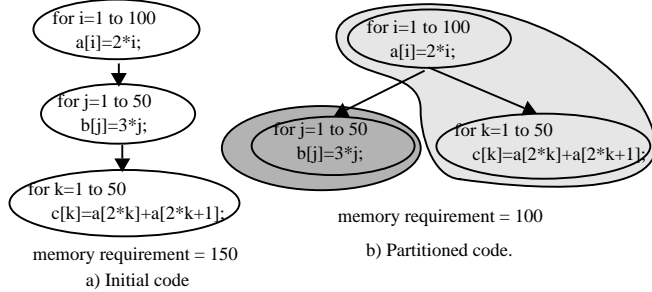 for i=1 to 100
a[i]=2*i;
for j=1 to 50
b[j]=3*j;
for k=1 to 50
c[k]=a[2*k]+a[2*k+1];
memory requirement = 150
a) Initial code
for i=1 to 100
a[i]=2*i;
for j=1 to 50
b[j]=3*j;
for k=1 to 50
c[k]=a[2*k]+a[2*k+1];
memory requirement = 100
b) Partitioned code.